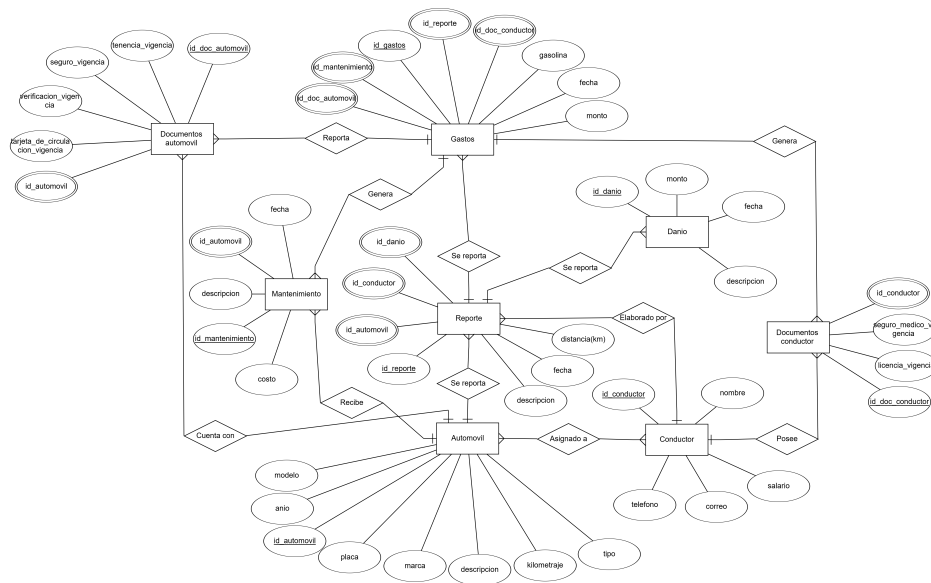 id_reporte
id_doc_conductor
id_gastos
tenencia_vigencia
id_doc_automovil
gasolina
seguro_vigencia
id_mantenimiento
fecha
id_doc_automovil
verificacion_vigen
cia
monto
Documentos
automovil
Reporta
Gastos
Genera
tarjeta_de_circula
cion_vigencia
id_automovil
Genera
monto
id_danio
fecha
fecha
Danio
id_automovil
id_danio
Se reporta
Se reporta
descripcion
id_conductor
descripcion
Mantenimiento
id_conductor
Reporte
Elaborado por
id_automovil
distancia(km)
Documentos
conductor
seguro_medico_vi
gencia
id_mantenimiento
licencia_vigencia
id_reporte
fecha
costo
Se reporta
descripcion
id_conductor
nombre
id_doc_conductor
Recibe
Cuenta con
Automovil
Asignado a
Conductor
Posee
modelo
salario
anio
telefono
correo
id_automovil
placa
marca
descripcion
kilometraje
tipo